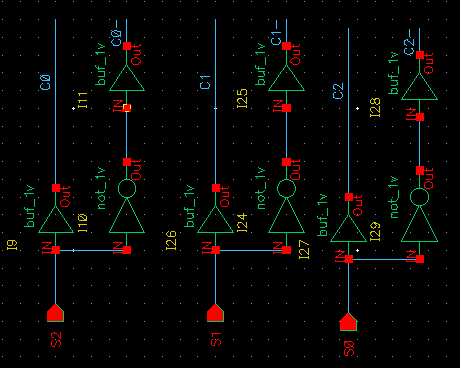 C0
C0-
buf_1v
Out
I11
IN
Out
not_1v
buf_1v
Out
I10
I9
IN
IN
S2
C1
C1-
buf_1v
Out
I25
IN
Out
not_1v
buf_1v
Out
I24
I26
IN
IN
I27
S1
C2
C2-
buf_1v
Out
I28
IN
Out
not_1v
buf_1v
Out
I29
IN
IN
S0